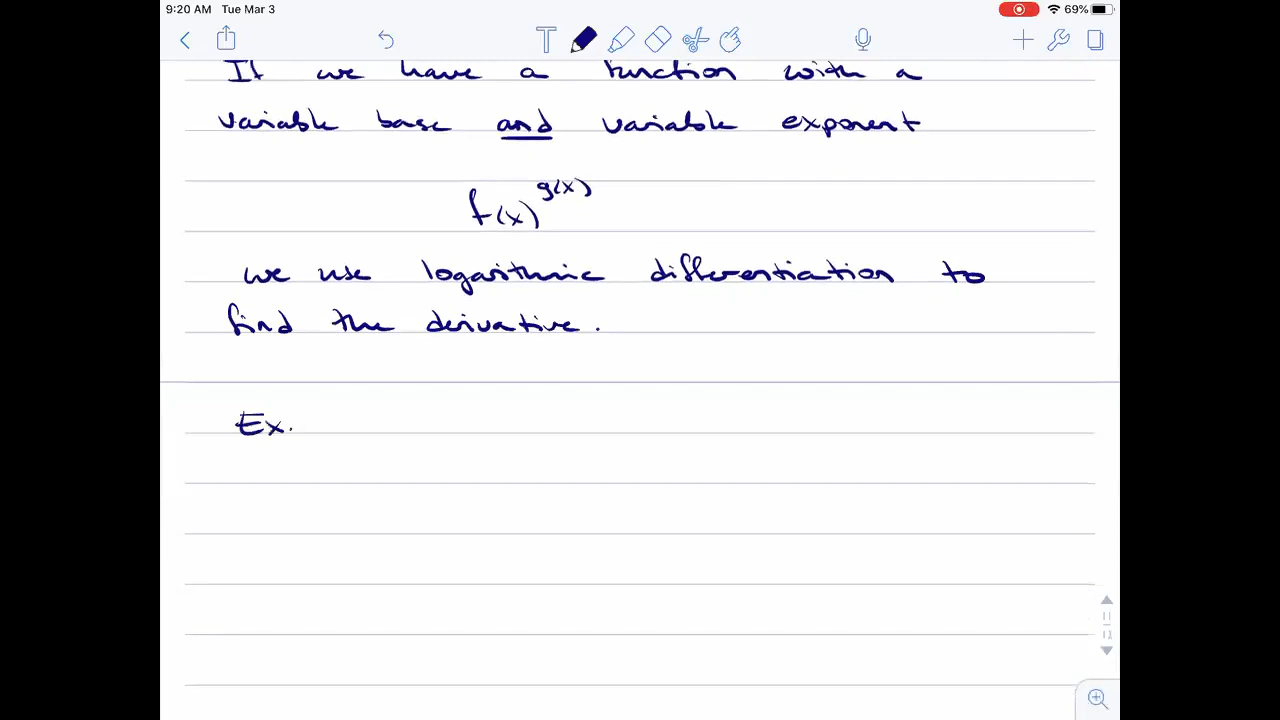 9:20 AM Tue Mar 3
69%
T
If we have a function with a
variable base and variable exponent
f(x)^g(x)
we use logarithmic differentiation to
find the derivative.
Ex.